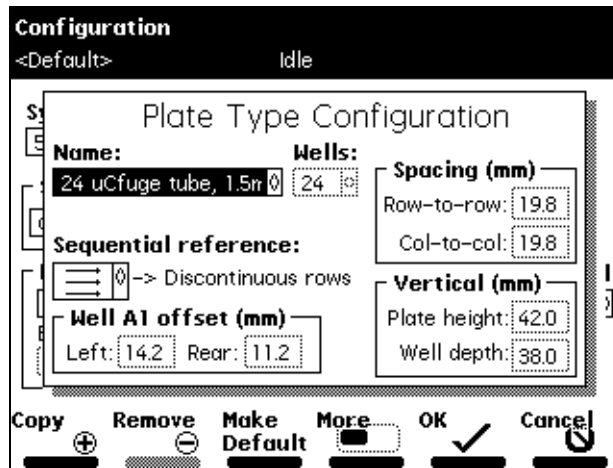 Configuration
<Default> Idle
Plate Type Configuration
Name: Wells:
24 uCfuge tube, 1.5m 24
Spacing (mm)
Row-to-row: 19.8
Col-to-col: 19.8
Sequential reference:
-> Discontinuous rows
Well A1 offset (mm)
Left: 14.2 Rear: 11.2
Vertical (mm)
Plate height: 42.0
Well depth: 38.0
Copy Remove Make Default More OK Cancel